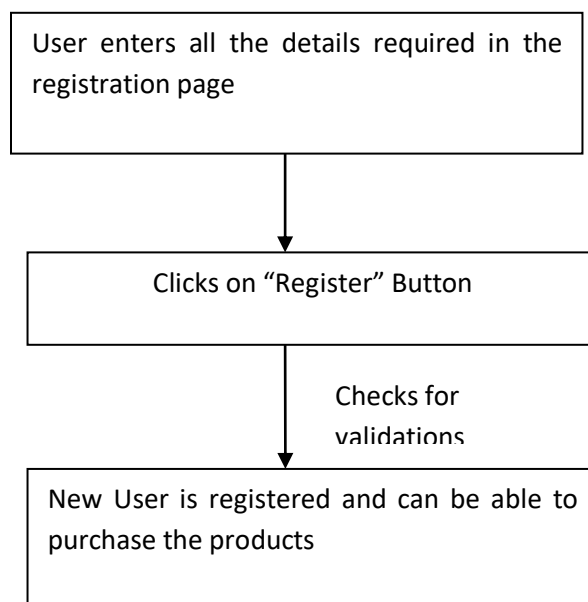 User enters all the details required in the
registration page
Clicks on “Register” Button
Checks for
validations
New User is registered and can be able to
purchase the products